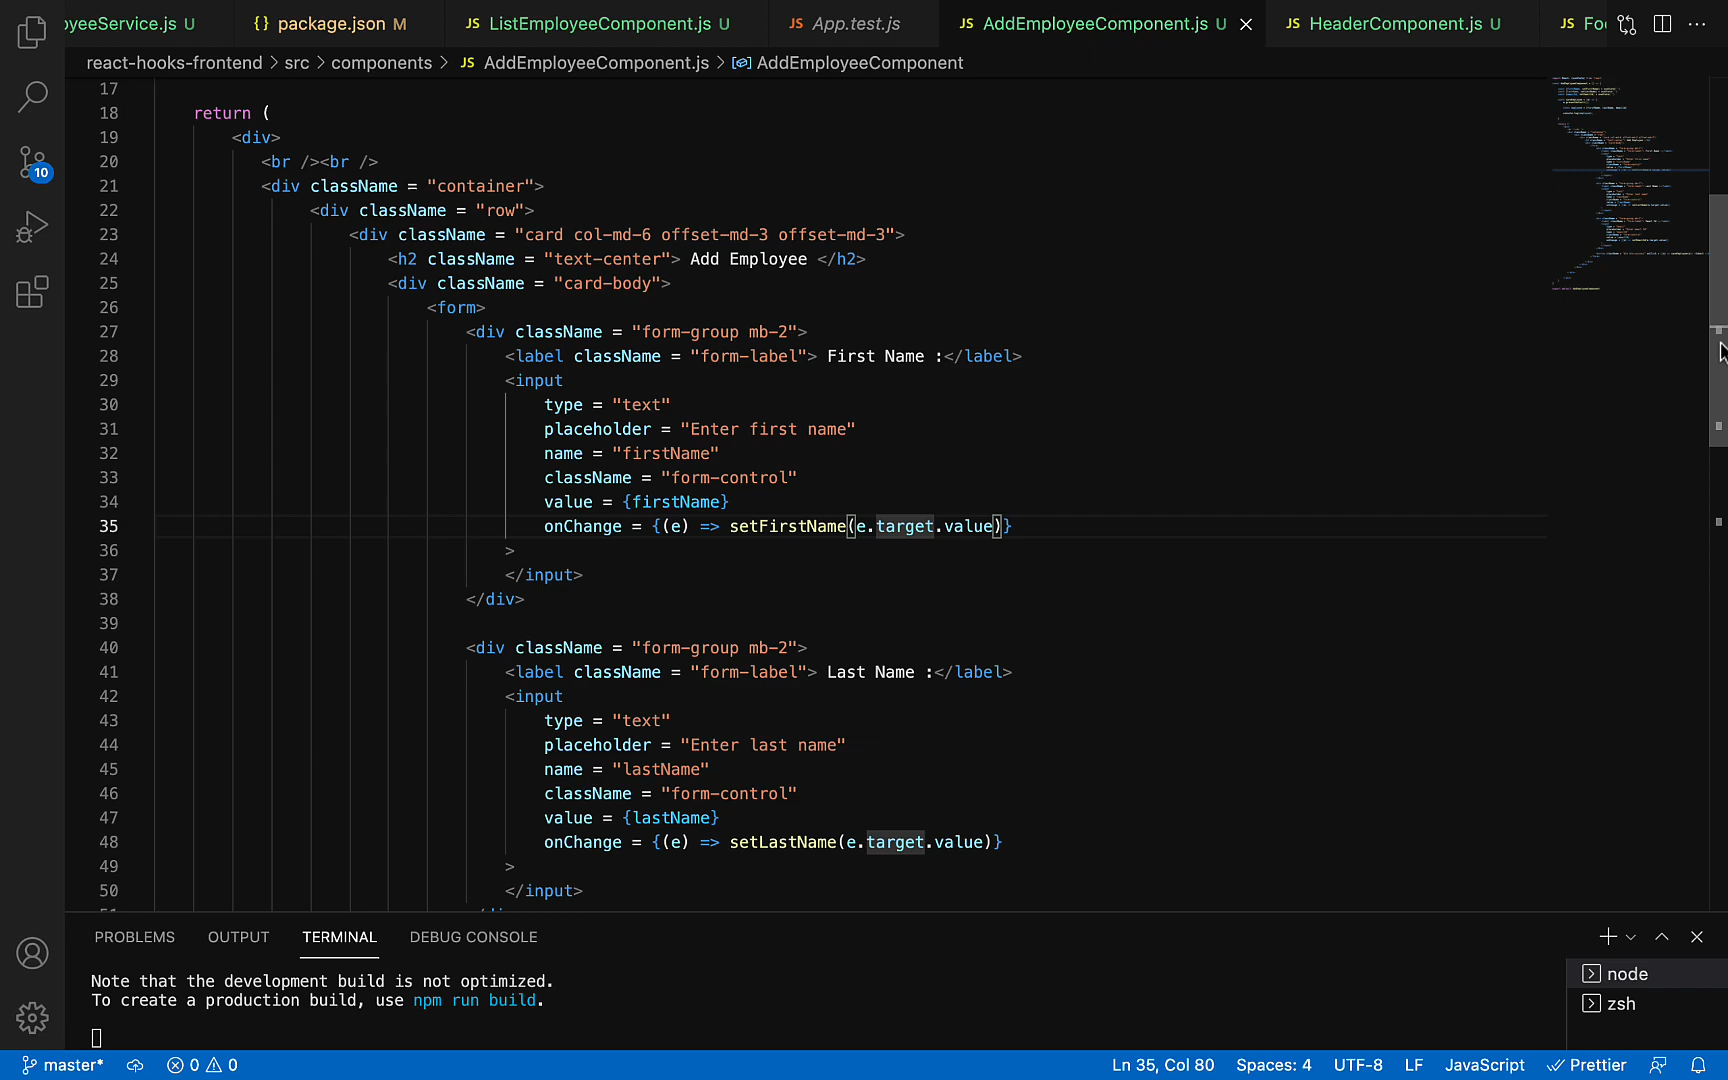 yeeService.js U
{} package.json M
JS ListEmployeeComponent.js U
JS App.test.js
JS AddEmployeeComponent.js U
JS HeaderComponent.js U
JS Foo
react-hooks-frontend > src > components > JS AddEmployeeComponent.js > AddEmployeeComponent
17
18 return (
19 <div>
20 <br /><br />
21 <div className = "container">
22 <div className = "row">
23 <div className = "card col-md-6 offset-md-3 offset-md-3">
24 <h2 className = "text-center"> Add Employee </h2>
25 <div className = "card-body">
26 <form>
27 <div className = "form-group mb-2">
28 <label className = "form-label"> First Name :</label>
29 <input
30 type = "text"
31 placeholder = "Enter first name"
32 name = "firstName"
33 className = "form-control"
34 value = {firstName}
35 onChange = {(e) => setFirstName(e.target.value)}
36 >
37 </input>
38 </div>
39
40 <div className = "form-group mb-2">
41 <label className = "form-label"> Last Name :</label>
42 <input
43 type = "text"
44 placeholder = "Enter last name"
45 name = "lastName"
46 className = "form-control"
47 value = {lastName}
48 onChange = {(e) => setLastName(e.target.value)}
49 >
50 </input>
10
PROBLEMS OUTPUT TERMINAL DEBUG CONSOLE
Note that the development build is not optimized.
To create a production build, use npm run build.
node
zsh
master* 0 0 Ln 35, Col 80 Spaces: 4 UTF-8 LF JavaScript Prettier